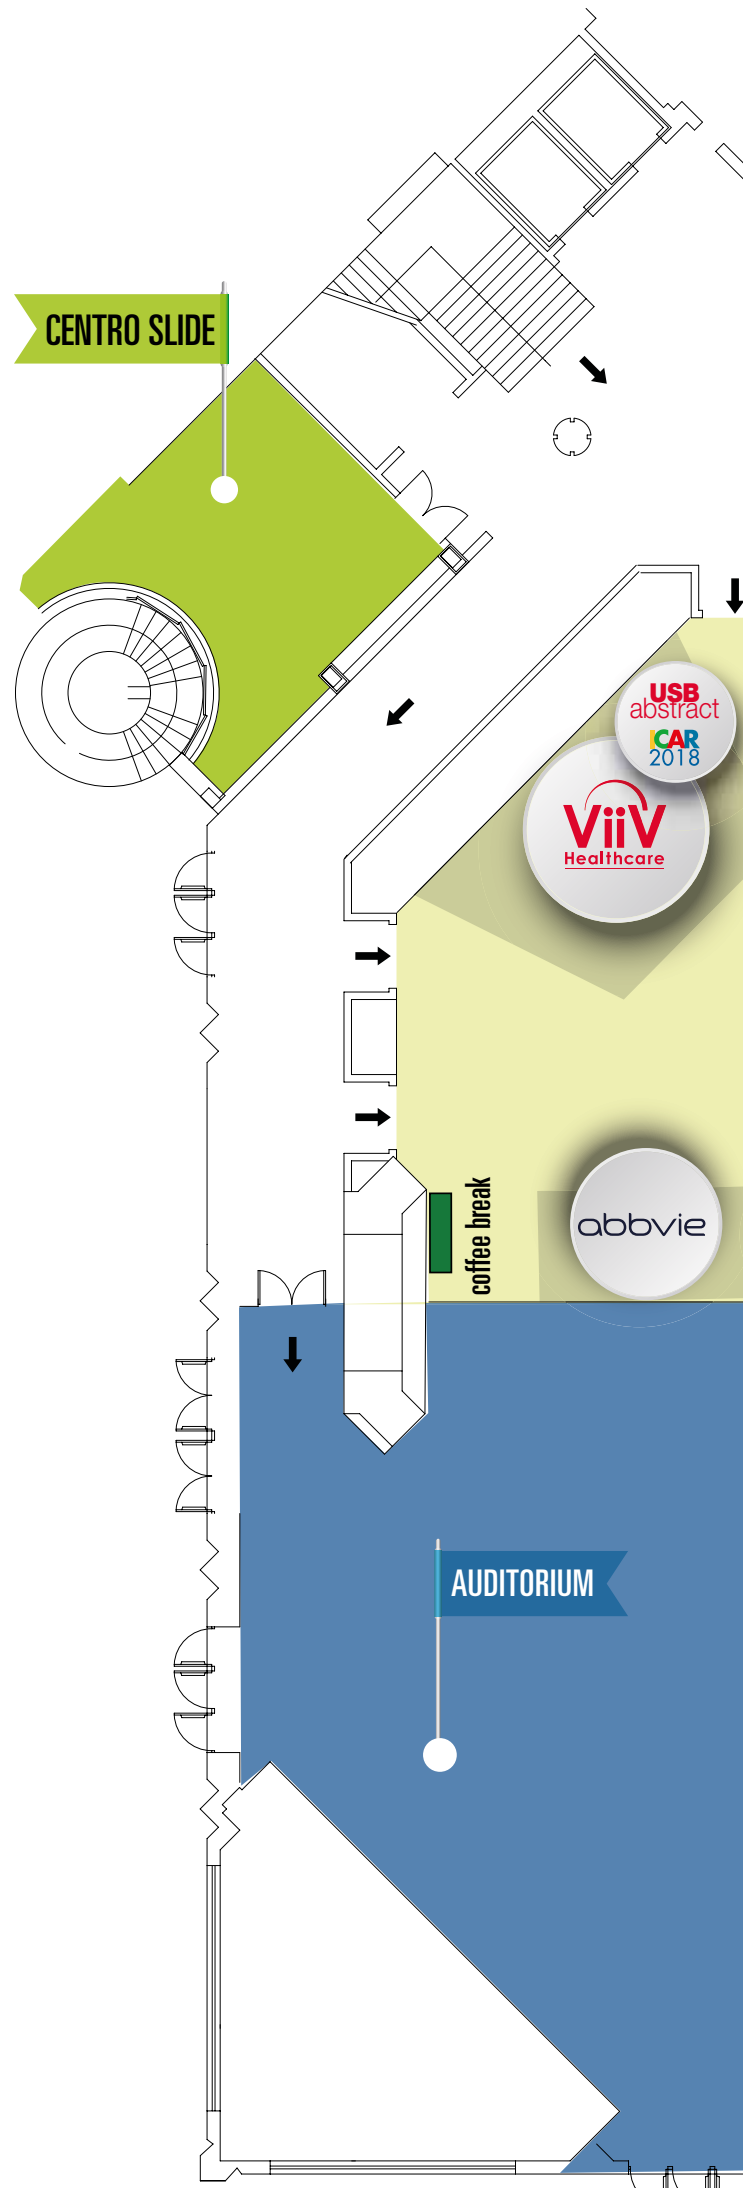 CENTRO SLIDE
USB
abstract
ICAR
2018
ViiV
Healthcare
coffee break
abbvie
AUDITORIUM